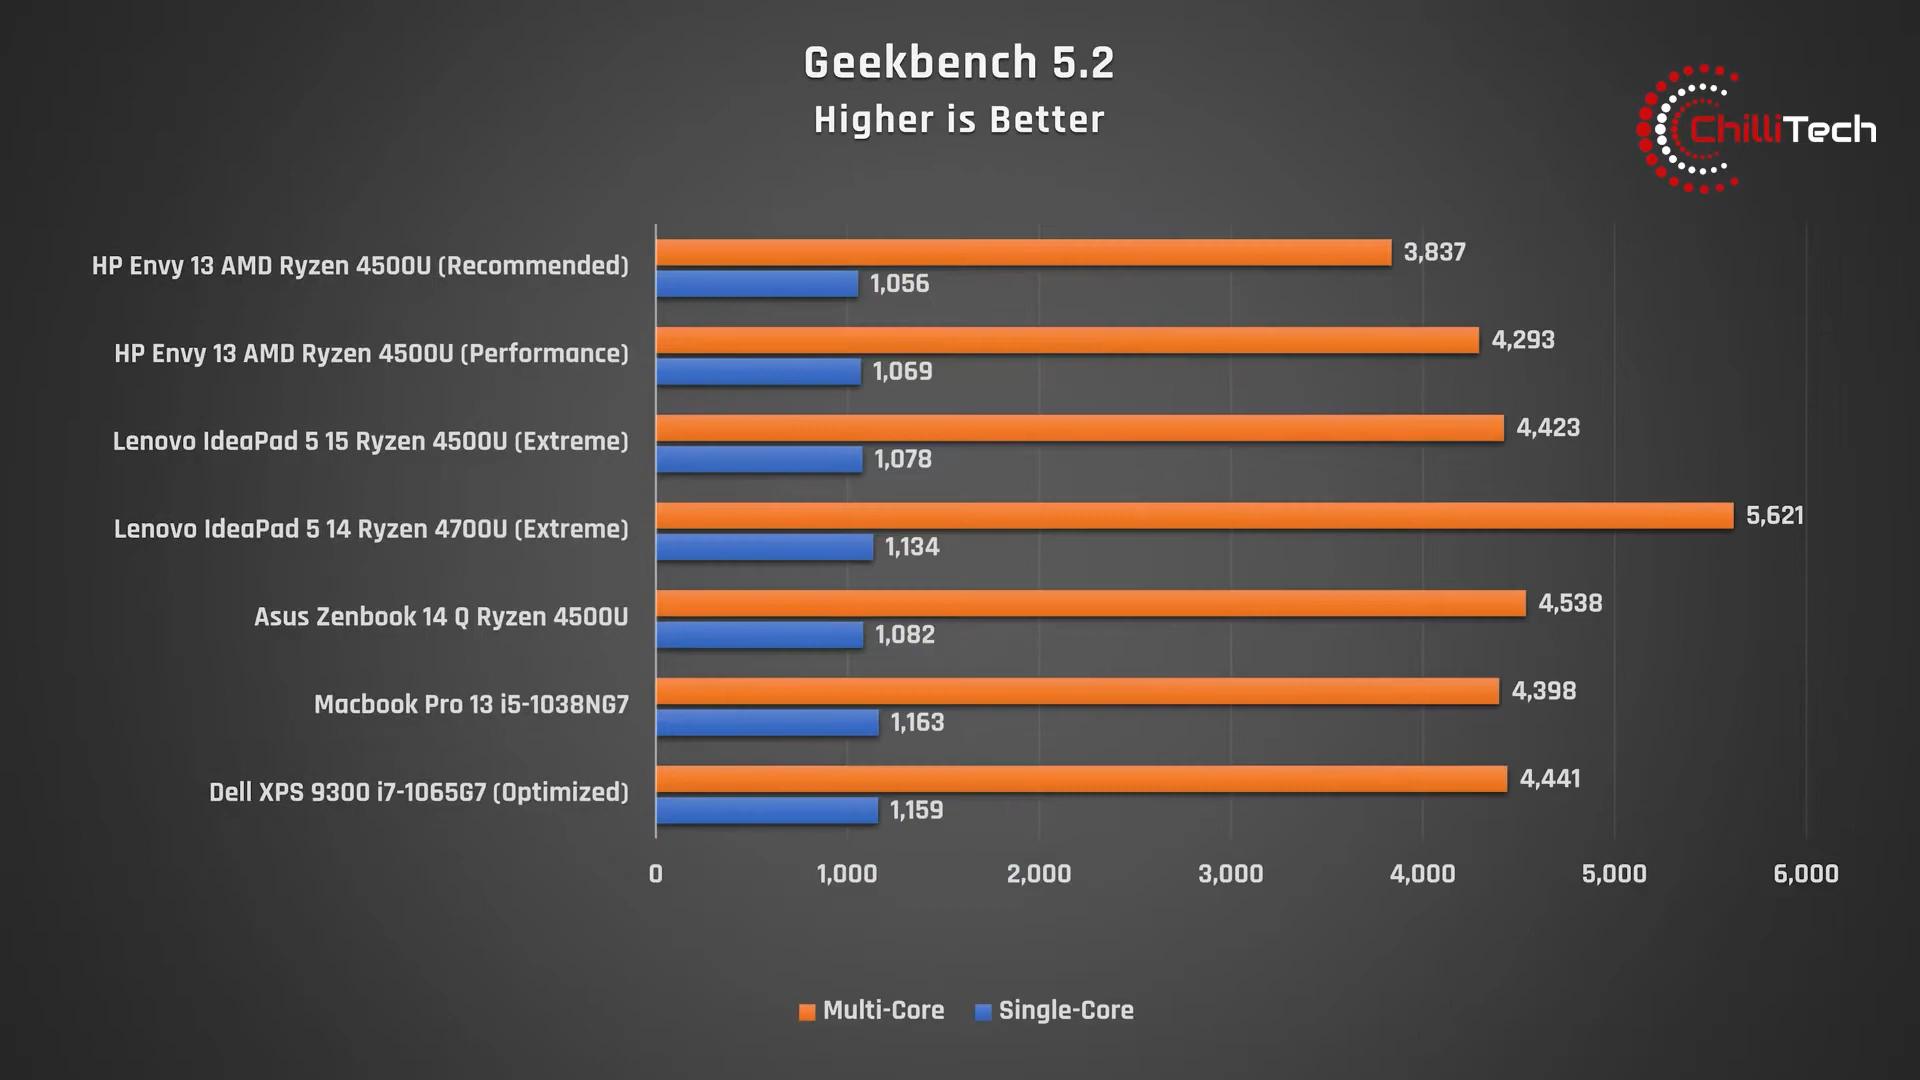 Geekbench 5.2
Higher is Better
ChilliTech
HP Envy 13 AMD Ryzen 4500U (Recommended)
3,837
1,056
HP Envy 13 AMD Ryzen 4500U (Performance)
4,293
1,069
Lenovo IdeaPad 5 15 Ryzen 4500U (Extreme)
4,423
1,078
Lenovo IdeaPad 5 14 Ryzen 4700U (Extreme)
5,621
1,134
Asus Zenbook 14 Q Ryzen 4500U
4,538
1,082
Macbook Pro 13 i5-1038NG7
4,398
1,163
Dell XPS 9300 i7-1065G7 (Optimized)
4,441
1,159
0 1,000 2,000 3,000 4,000 5,000 6,000
Multi-Core Single-Core